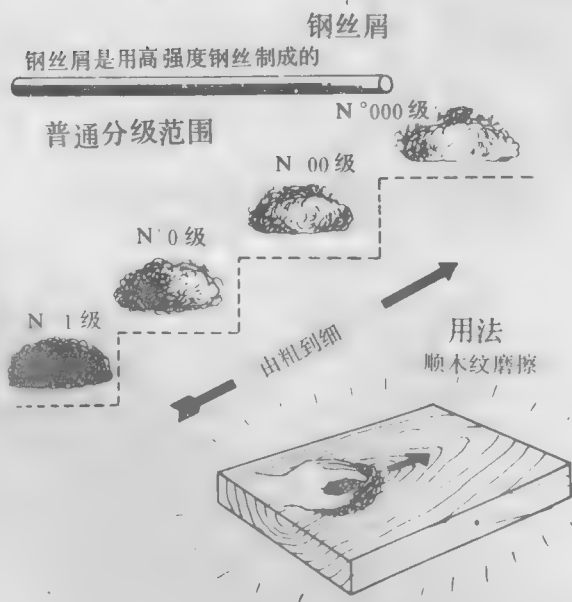 钢丝屑
钢丝屑是用高强度钢丝制成的
普通分级范围
N°000级
N 00级
N 0级
N 1级
由粗到细
用法
顺木纹磨擦